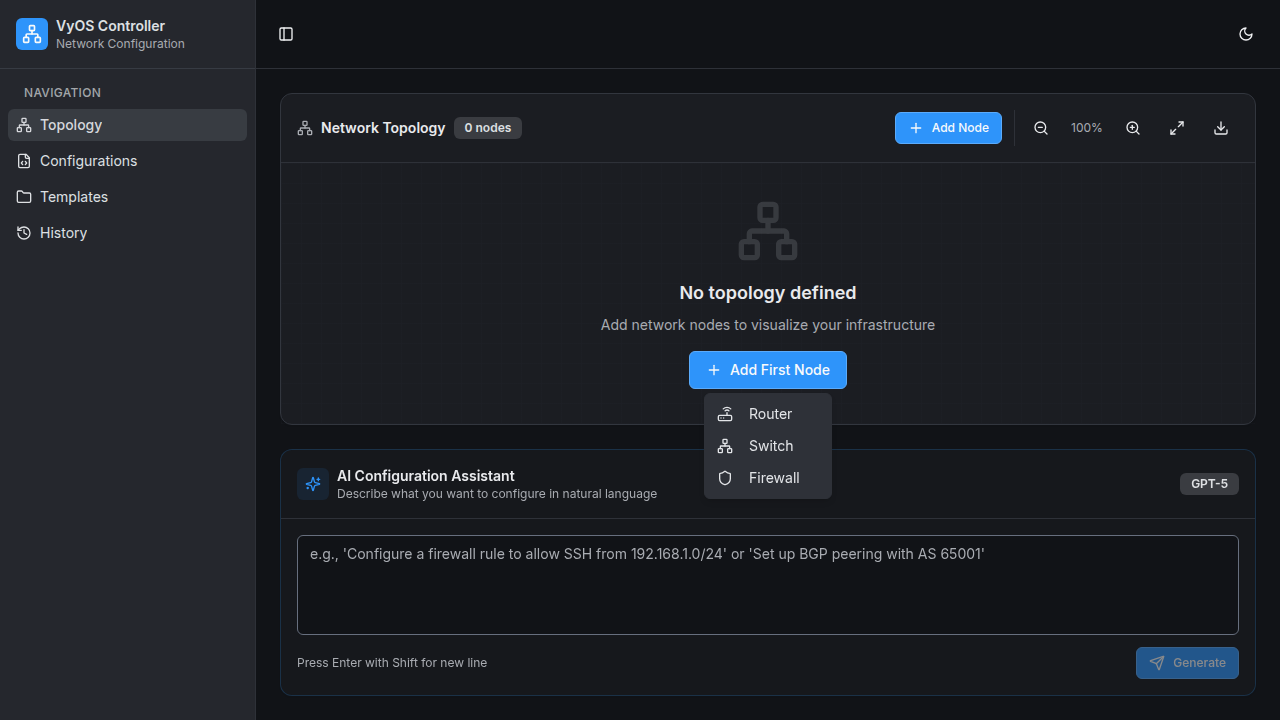 VyOS Controller
Network Configuration
NAVIGATION
Topology
Configurations
Templates
History
Network Topology
0 nodes
Add Node
100%
No topology defined
Add network nodes to visualize your infrastructure
Add First Node
Router
Switch
Firewall
AI Configuration Assistant
Describe what you want to configure in natural language
GPT-5
e.g., 'Configure a firewall rule to allow SSH from 192.168.1.0/24' or 'Set up BGP peering with AS 65001'
Press Enter with Shift for new line
Generate